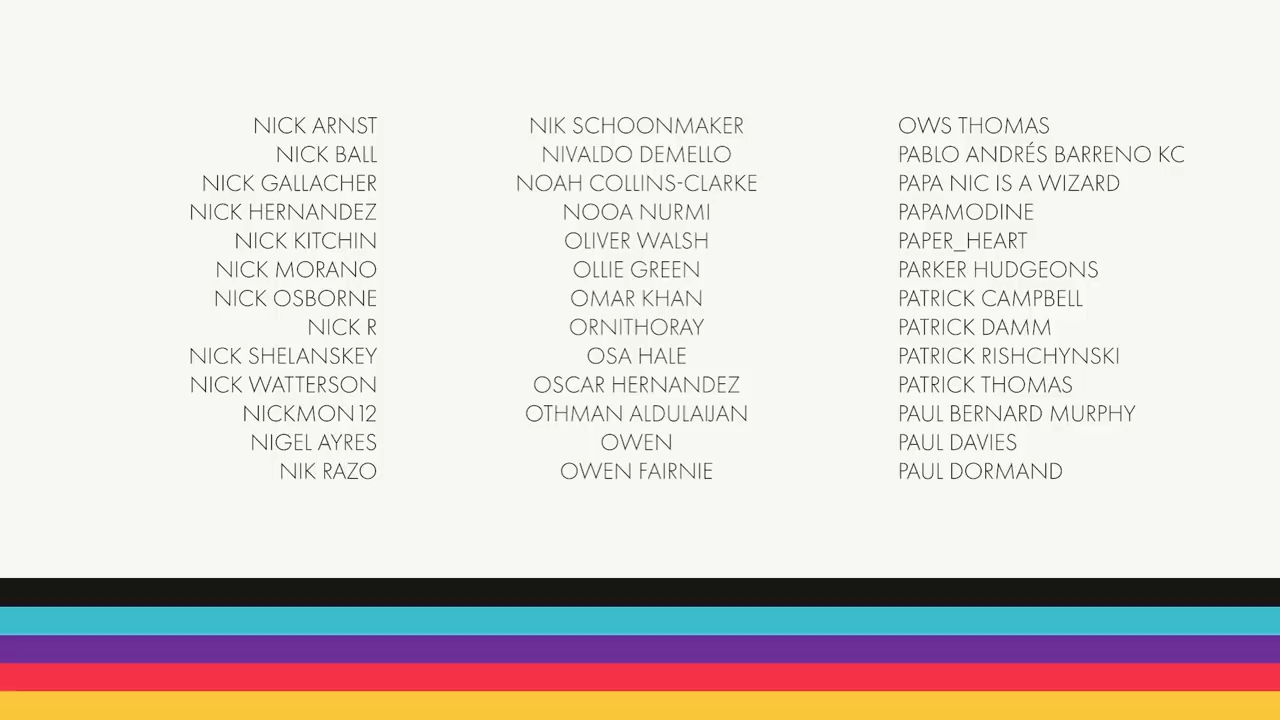 NICK ARNST
NICK BALL
NICK GALLACHER
NICK HERNANDEZ
NICK KITCHIN
NICK MORANO
NICK OSBORNE
NICK R
NICK SHELANSKEY
NICK WATTERSON
NICKMON12
NIGEL AYRES
NIK RAZO
NIK SCHOONMAKER
NIVALDO DEMELLO
NOAH COLLINS-CLARKE
NOOA NURMI
OLIVER WALSH
OLLIE GREEN
OMAR KHAN
ORNITHORAY
OSA HALE
OSCAR HERNANDEZ
OTHMAN ALDULAIJAN
OWEN
OWEN FAIRNIE
OWS THOMAS
PABLO ANDRÉS BARRENO KC
PAPA NIC IS A WIZARD
PAPAMODINE
PAPER_HEART
PARKER HUDGEONS
PATRICK CAMPBELL
PATRICK DAMM
PATRICK RISHCHYNSKI
PATRICK THOMAS
PAUL BERNARD MURPHY
PAUL DAVIES
PAUL DORMAND